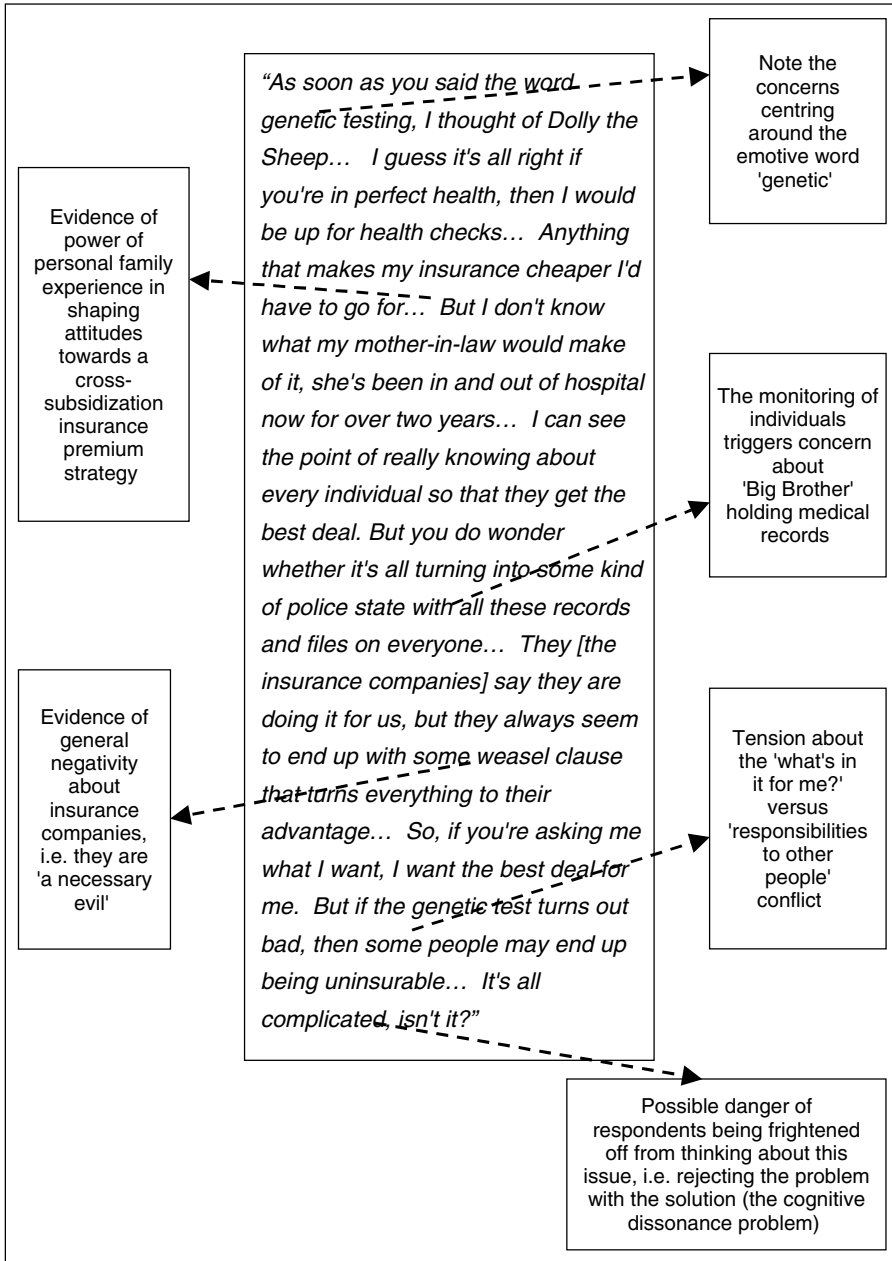 “As soon as you said the word
genetic testing, I thought of Dolly the
Sheep… I guess it's all right if
you're in perfect health, then I would
be up for health checks… Anything
that makes my insurance cheaper I'd
have to go for… But I don't know
what my mother-in-law would make
of it, she's been in and out of hospital
now for over two years… I can see
the point of really knowing about
every individual so that they get the
best deal. But you do wonder
whether it's all turning into some kind
of police state with all these records
and files on everyone… They [the
insurance companies] say they are
doing it for us, but they always seem
to end up with some weasel clause
that turns everything to their
advantage… So, if you're asking me
what I want, I want the best deal for
me. But if the genetic test turns out
bad, then some people may end up
being uninsurable… It's all
complicated, isn't it?”
Note the
concerns
centring
around the
emotive word
'genetic'
Evidence of
power of
personal family
experience in
shaping
attitudes
towards a
cross-
subsidization
insurance
premium
strategy
The monitoring of
individuals
triggers concern
about
'Big Brother'
holding medical
records
Evidence of
general
negativity
about
insurance
companies,
i.e. they are
'a necessary
evil'
Tension about
the 'what's in
it for me?'
versus
'responsibilities
to other
people'
conflict
Possible danger of
respondents being frightened
off from thinking about this
issue, i.e. rejecting the problem
with the solution (the cognitive
dissonance problem)